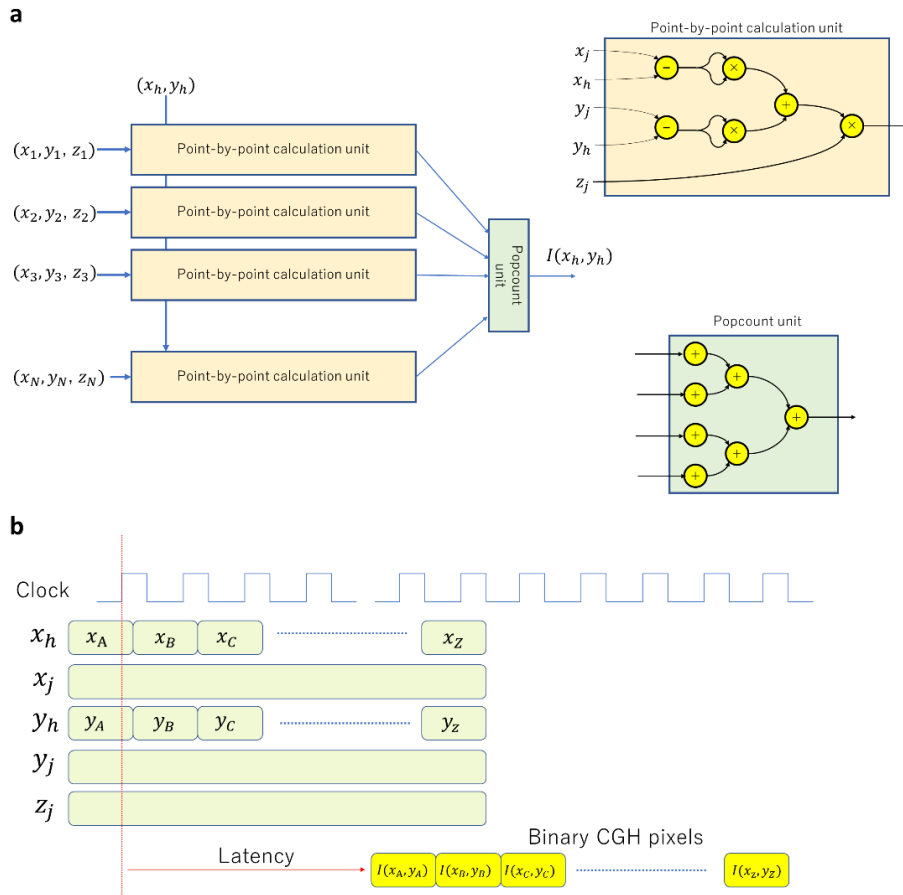 a
Point-by-point calculation unit
x_j
x_h
y_j
y_h
z_j
−
×
−
×
+
×
(x_h, y_h)
(x_1, y_1, z_1)
Point-by-point calculation unit
(x_2, y_2, z_2)
Point-by-point calculation unit
(x_3, y_3, z_3)
Point-by-point calculation unit
(x_N, y_N, z_N)
Point-by-point calculation unit
Popcount
unit
I(x_h, y_h)
Popcount unit
+
+
+
+
+
+
+
b
Clock
x_h x_A x_B x_C x_Z
x_j
y_h y_A y_B y_C y_z
y_j
z_j
Latency
Binary CGH pixels
I(x_A, y_A) I(x_B, y_B) I(x_C, y_C) I(x_z, y_Z)